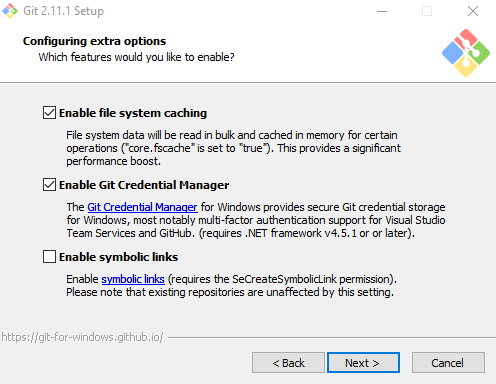 Git 2.11.1 Setup
Configuring extra options
Which features would you like to enable?
Enable file system caching
File system data will be read in bulk and cached in memory for certain
operations ("core.fscache" is set to "true"). This provides a significant
performance boost.
Enable Git Credential Manager
The Git Credential Manager for Windows provides secure Git credential storage
for Windows, most notably multi-factor authentication support for Visual Studio
Team Services and GitHub. (requires .NET framework v4.5.1 or or later).
Enable symbolic links
Enable symbolic links (requires the SeCreateSymbolicLink permission).
Please note that existing repositories are unaffected by this setting.
https://git-for-windows.github.io/
< Back
Next >
Cancel